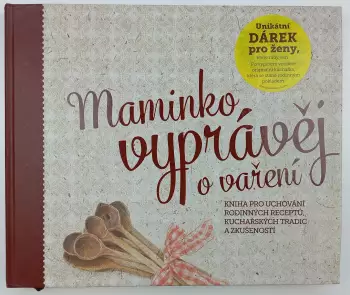 Unikátní
DÁREK
pro ženy,
Maminko,
vyprávěj
o vaření
KNIHA PRO UCHOVÁNÍ
RODINNÝCH RECEPTŮ,
KUCHAŘSKÝCH TRADIC
A ZKUŠENOSTÍ